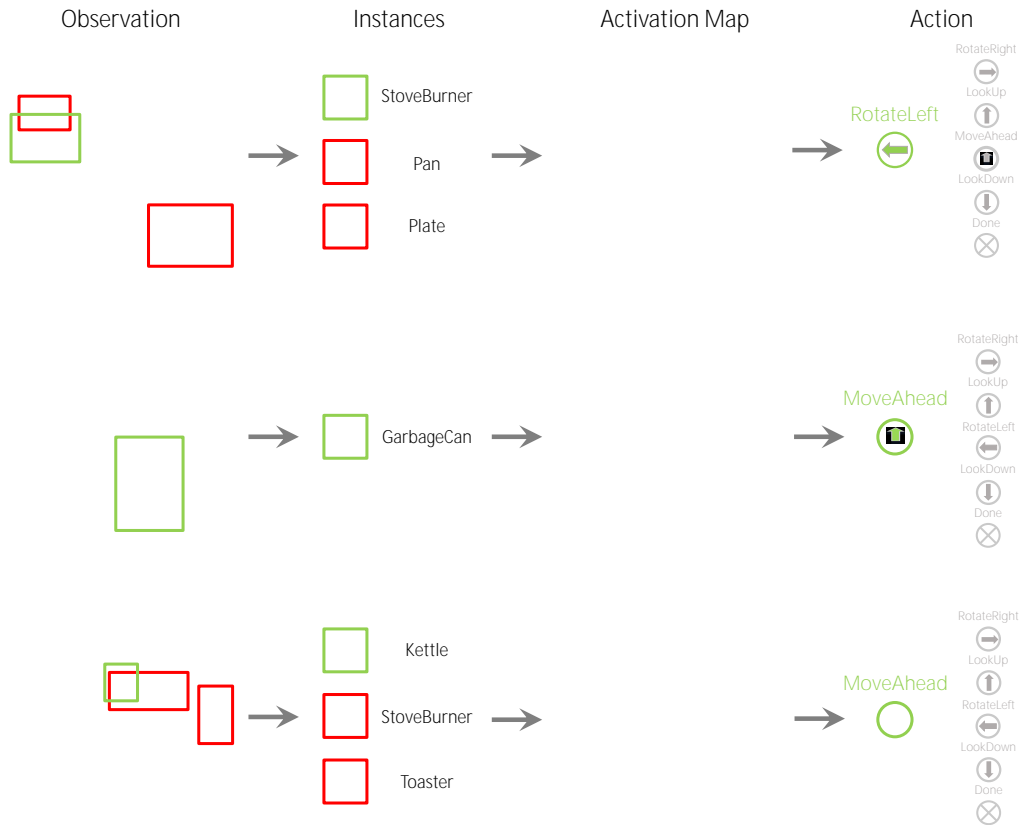 Observation
Instances
Activation Map
Action
StoveBurner
Pan
Plate
RotateLeft
RotateRight
LookUp
MoveAhead
LookDown
Done
GarbageCan
MoveAhead
RotateRight
LookUp
RotateLeft
LookDown
Done
Kettle
StoveBurner
Toaster
MoveAhead
RotateRight
LookUp
RotateLeft
LookDown
Done